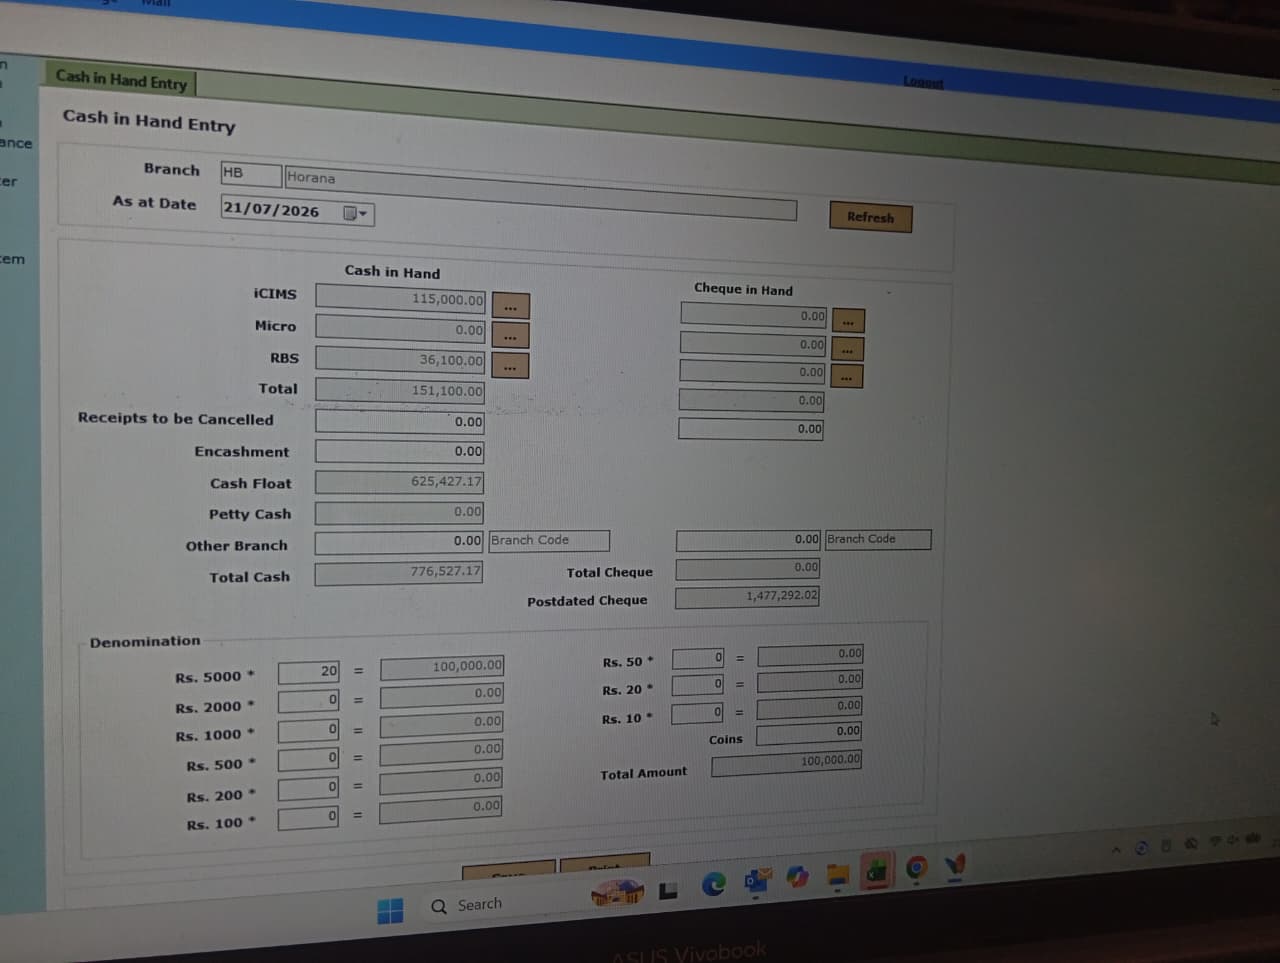 Logout
Cash in Hand Entry
Cash in Hand Entry
Branch HB Horana
As at Date 21/07/2026 Refresh
Cash in Hand Cheque in Hand
iCIMS 115,000.00 ... 0.00 ...
Micro 0.00 ... 0.00 ...
RBS 36,100.00 ... 0.00 ...
Total 151,100.00 0.00
Receipts to be Cancelled 0.00 0.00
Encashment 0.00
Cash Float 625,427.17
Petty Cash 0.00
Other Branch 0.00 Branch Code 0.00 Branch Code
Total Cash 776,527.17 Total Cheque 0.00
Postdated Cheque 1,477,292.02
Denomination
Rs. 5000 * 20 = 100,000.00 Rs. 50 * 0 = 0.00
Rs. 2000 * 0 = 0.00 Rs. 20 * 0 = 0.00
Rs. 1000 * 0 = 0.00 Rs. 10 * 0 = 0.00
Rs. 500 * 0 = 0.00 Coins 0.00
Rs. 200 * 0 = 0.00 Total Amount 100,000.00
Rs. 100 * 0 = 0.00
Search
ASUS Vivobook